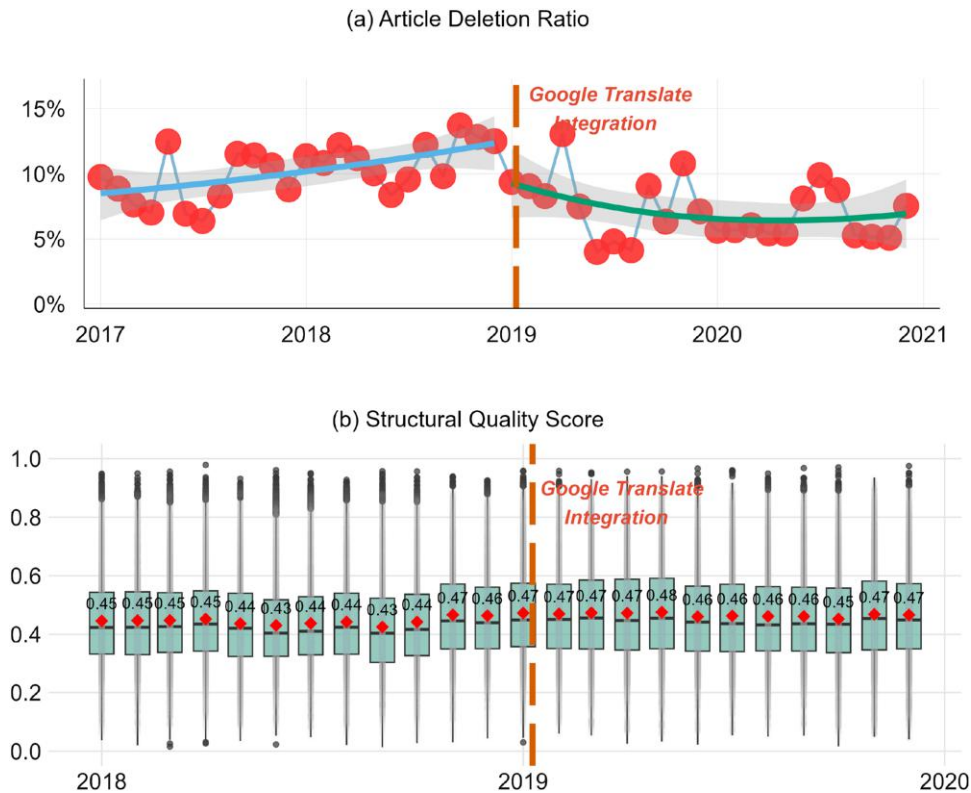 (a) Article Deletion Ratio
15%
Google Translate
Integration
10%
5%
0%
2017 2018 2019 2020 2021
(b) Structural Quality Score
1.0
Google Translate
Integration
0.8
0.6
0.45 0.45 0.45 0.45 0.44 0.43 0.44 0.44 0.43 0.44 0.47 0.46 0.47 0.47 0.47 0.47 0.48 0.46 0.46 0.46 0.46 0.45 0.47 0.47
0.4
0.2
0.0
2018 2019 2020